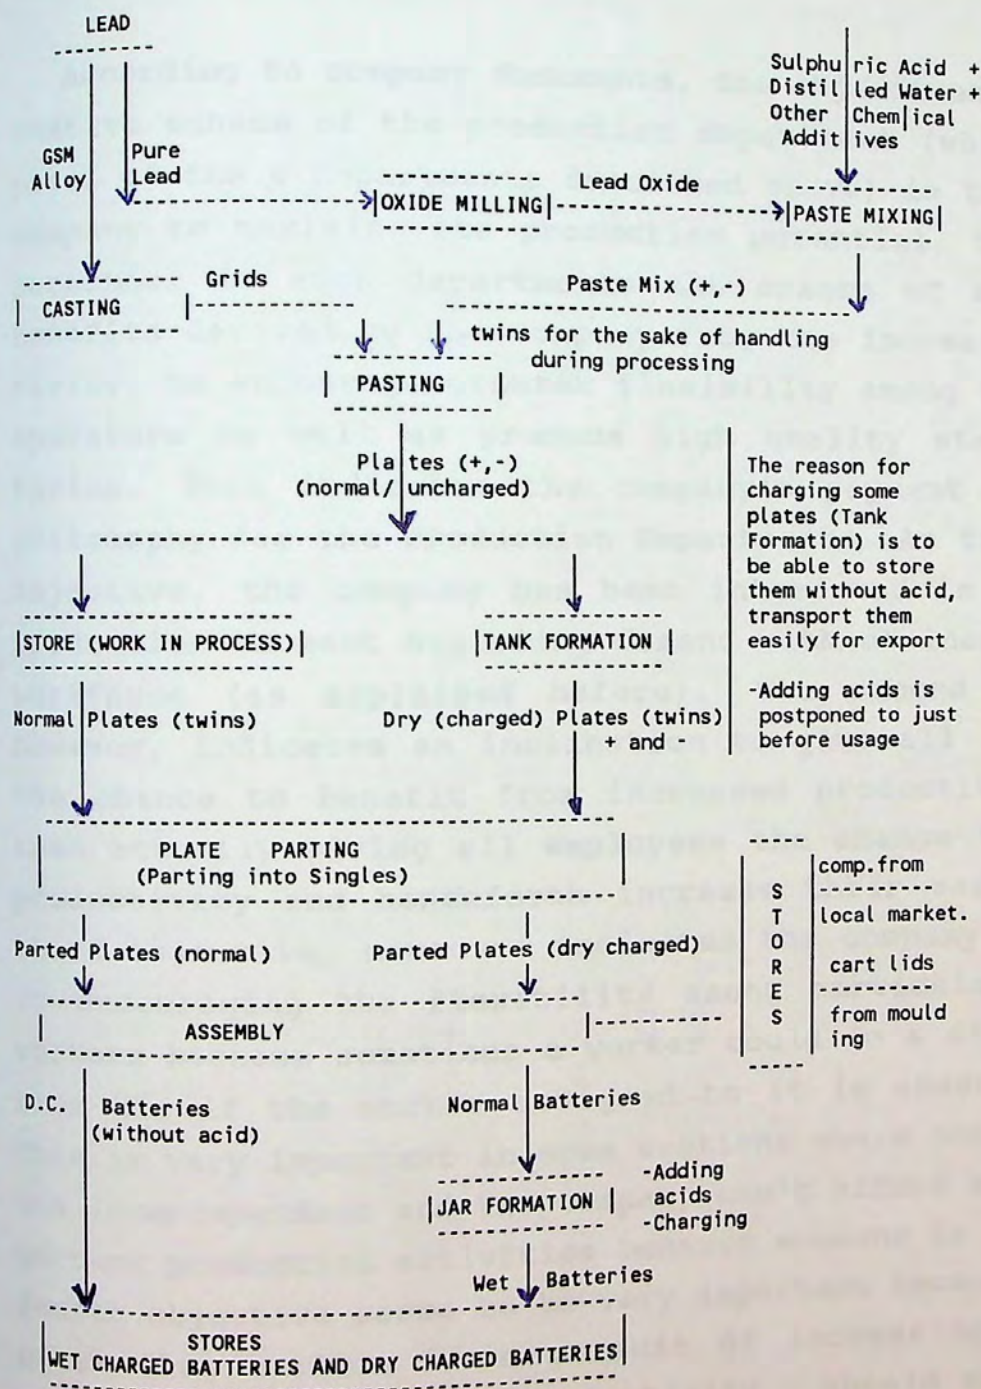 LEAD
Sulphuric Acid +
Distilled Water +
Other Chemical
Additives
GSM
Alloy
Pure
Lead
Lead Oxide
OXIDE MILLING
PASTE MIXING
Grids
Paste Mix (+,-)
CASTING
twins for the sake of handling
during processing
PASTING
Plates (+,-)
(normal/ uncharged)
The reason for
charging some
plates (Tank
Formation) is to
be able to store
them without acid,
transport them
easily for export
-Adding acids is
postponed to just
before usage
STORE (WORK IN PROCESS)
TANK FORMATION
Normal Plates (twins)
Dry (charged) Plates (twins)
+ and -
PLATE PARTING
(Parting into Singles)
STORES
comp.from
local market.
cart lids
from mould
ing
Parted Plates (normal)
Parted Plates (dry charged)
ASSEMBLY
D.C. Batteries
(without acid)
Normal Batteries
JAR FORMATION
-Adding
acids
-Charging
Wet Batteries
STORES
WET CHARGED BATTERIES AND DRY CHARGED BATTERIES